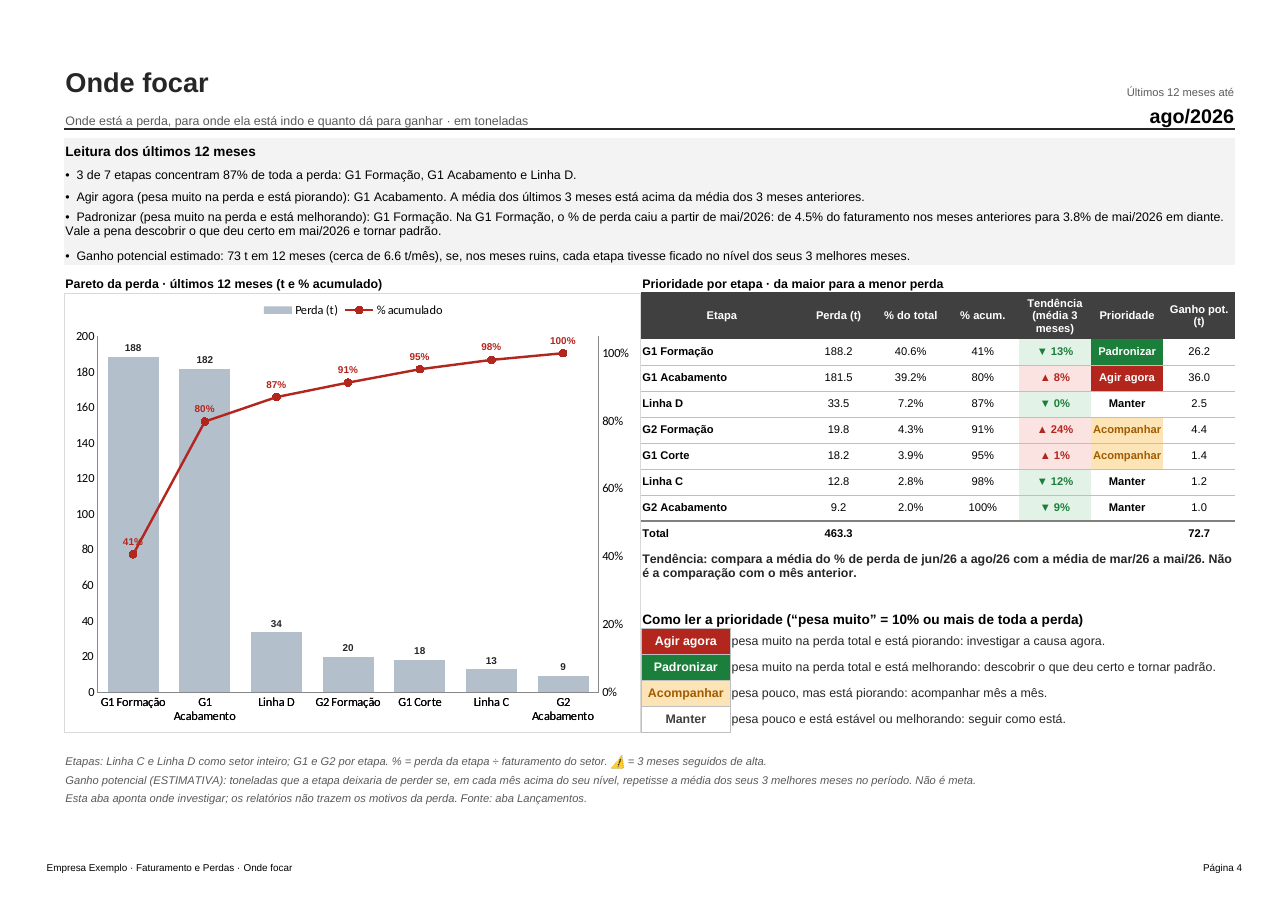 Onde focar
Últimos 12 meses até
Onde está a perda, para onde ela está indo e quanto dá para ganhar · em toneladas
ago/2026
Leitura dos últimos 12 meses
• 3 de 7 etapas concentram 87% de toda a perda: G1 Formação, G1 Acabamento e Linha D.
• Agir agora (pesa muito na perda e está piorando): G1 Acabamento. A média dos últimos 3 meses está acima da média dos 3 meses anteriores.
• Padronizar (pesa muito na perda e está melhorando): G1 Formação. Na G1 Formação, o % de perda caiu a partir de mai/2026: de 4.5% do faturamento nos meses anteriores para 3.8% de mai/2026 em diante.
Vale a pena descobrir o que deu certo em mai/2026 e tornar padrão.
• Ganho potencial estimado: 73 t em 12 meses (cerca de 6.6 t/mês), se, nos meses ruins, cada etapa tivesse ficado no nível dos seus 3 melhores meses.
Pareto da perda · últimos 12 meses (t e % acumulado)
Perda (t) % acumulado
200
180
160
140
120
100
80
60
40
20
0
188
182
34
20
18
13
9
41%
80%
87%
91%
95%
98%
100%
100%
80%
60%
40%
20%
0%
G1 Formação
G1
Acabamento
Linha D
G2 Formação
G1 Corte
Linha C
G2
Acabamento
Prioridade por etapa · da maior para a menor perda
Etapa Perda (t) % do total % acum. Tendência (média 3 meses) Prioridade Ganho pot. (t)
G1 Formação 188.2 40.6% 41% ▼ 13% Padronizar 26.2
G1 Acabamento 181.5 39.2% 80% ▲ 8% Agir agora 36.0
Linha D 33.5 7.2% 87% ▼ 0% Manter 2.5
G2 Formação 19.8 4.3% 91% ▲ 24% Acompanhar 4.4
G1 Corte 18.2 3.9% 95% ▲ 1% Acompanhar 1.4
Linha C 12.8 2.8% 98% ▼ 12% Manter 1.2
G2 Acabamento 9.2 2.0% 100% ▼ 9% Manter 1.0
Total 463.3 72.7
Tendência: compara a média do % de perda de jun/26 a ago/26 com a média de mar/26 a mai/26. Não
é a comparação com o mês anterior.
Como ler a prioridade (“pesa muito” = 10% ou mais de toda a perda)
Agir agora pesa muito na perda total e está piorando: investigar a causa agora.
Padronizar pesa muito na perda total e está melhorando: descobrir o que deu certo e tornar padrão.
Acompanhar pesa pouco, mas está piorando: acompanhar mês a mês.
Manter pesa pouco e está estável ou melhorando: seguir como está.
Etapas: Linha C e Linha D como setor inteiro; G1 e G2 por etapa. % = perda da etapa ÷ faturamento do setor. ⚠ = 3 meses seguidos de alta.
Ganho potencial (ESTIMATIVA): toneladas que a etapa deixaria de perder se, em cada mês acima do seu nível, repetisse a média dos seus 3 melhores meses no período. Não é meta.
Esta aba aponta onde investigar; os relatórios não trazem os motivos da perda. Fonte: aba Lançamentos.
Empresa Exemplo · Faturamento e Perdas · Onde focar
Página 4